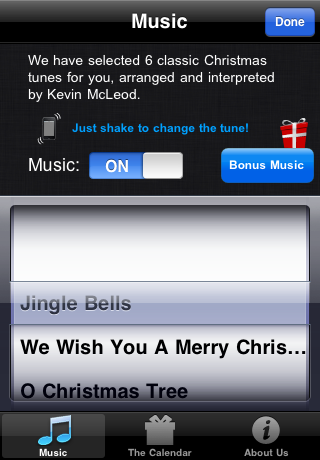 Music
Done
We have selected 6 classic Christmas
tunes for you, arranged and interpreted
by Kevin McLeod.
Just shake to change the tune!
Music:
ON
Bonus Music
Jingle Bells
We Wish You A Merry Chris...
O Christmas Tree
Music
The Calendar
About Us